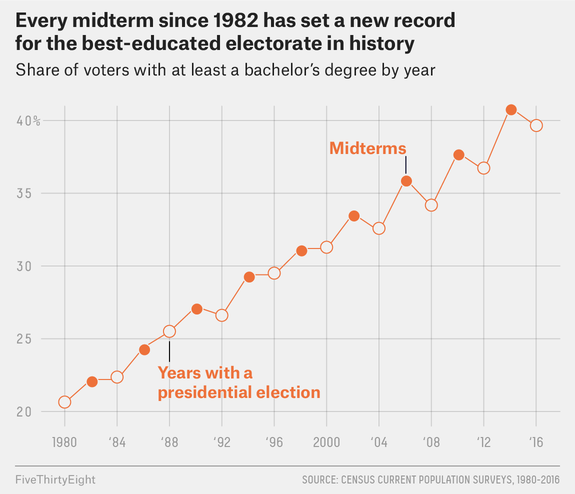 Every midterm since 1982 has set a new record
for the best-educated electorate in history
Share of voters with at least a bachelor's degree by year
40%
35
30
25
20
Midterms
Years with a
presidential election
1980 '84 '88 '92 '96 2000 '04 '08 '12 '16
FiveThirtyEight
SOURCE: CENSUS CURRENT POPULATION SURVEYS, 1980-2016